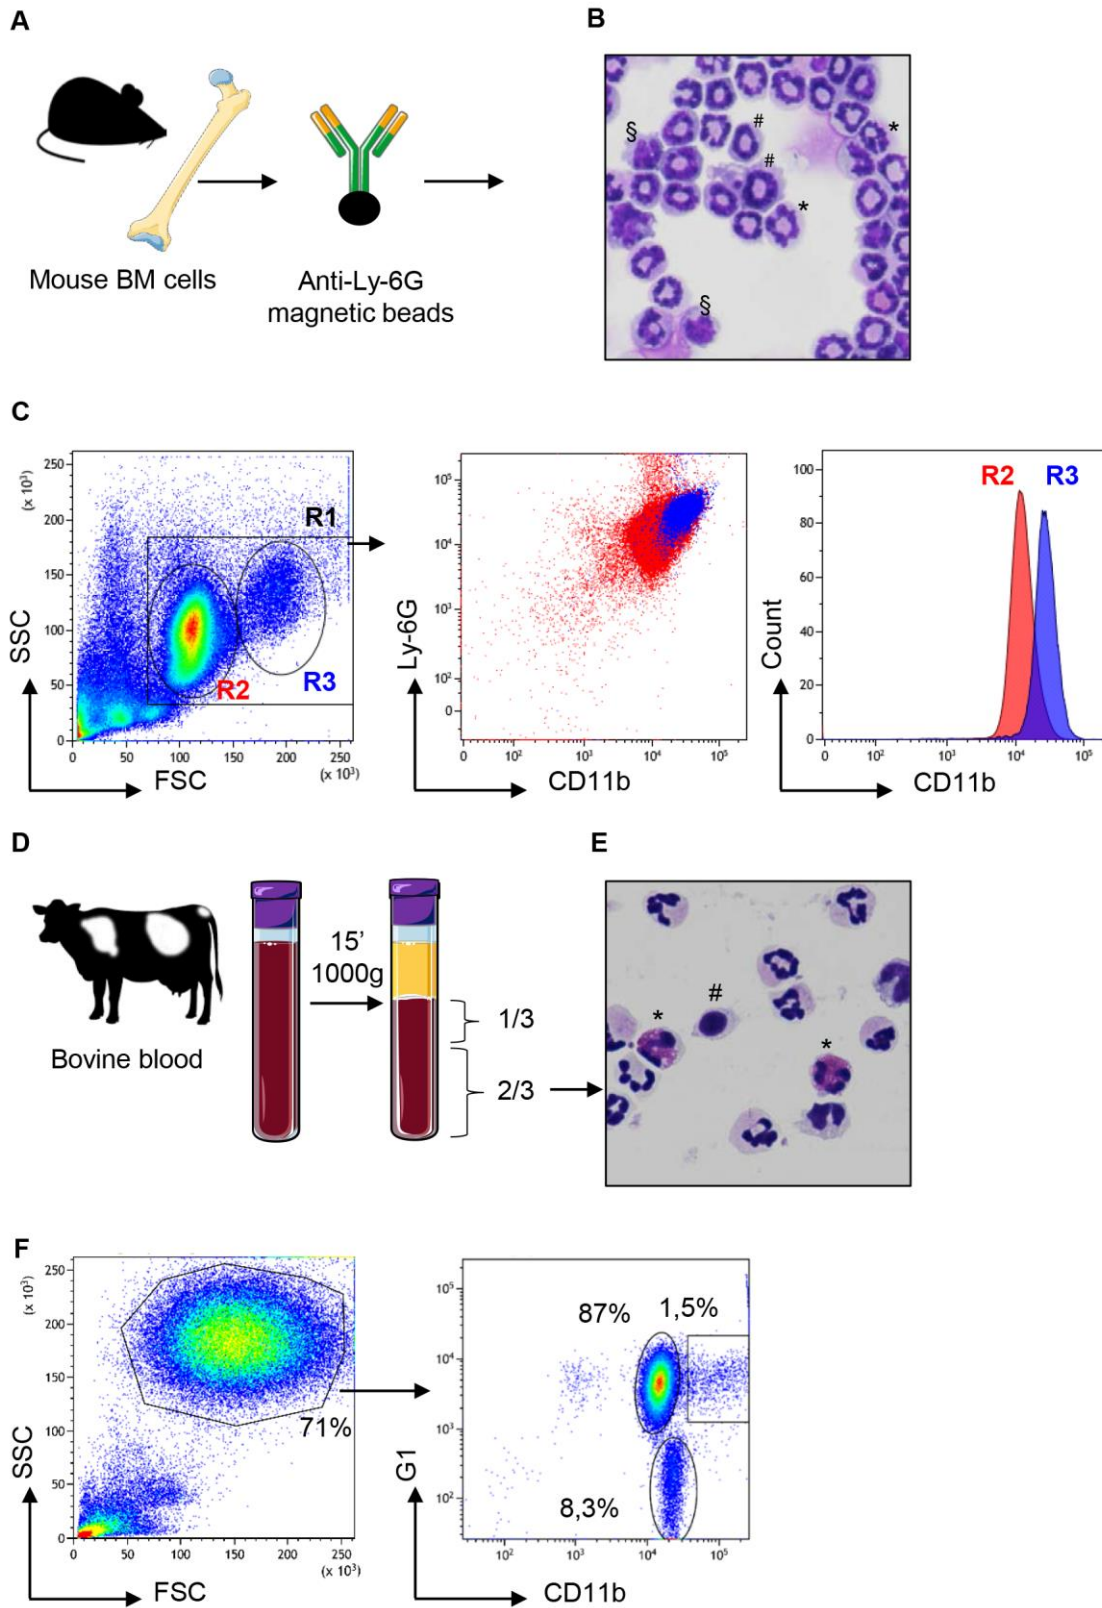 A
Mouse BM cells
Anti-Ly-6G
magnetic beads
B
§
#
#
*
*
§
C
(x 10³)
250
200
150
100
50
0
SSC
R1
R2
R3
0 50 100 150 200 250
(x 10³)
FSC
10⁵
10⁴
10³
10²
0
Ly-6G
0 10² 10³ 10⁴ 10⁵
CD11b
100
80
60
40
20
0
Count
R2 R3
0 10² 10³ 10⁴ 10⁵
CD11b
D
Bovine blood
15’
1000g
1/3
2/3
E
*
#
*
F
(x 10³)
250
200
150
100
50
0
SSC
71%
0 50 100 150 200 250
(x 10³)
FSC
10⁵
10⁴
10³
10²
G1
87% 1,5%
8,3%
10² 10³ 10⁴ 10⁵
CD11b